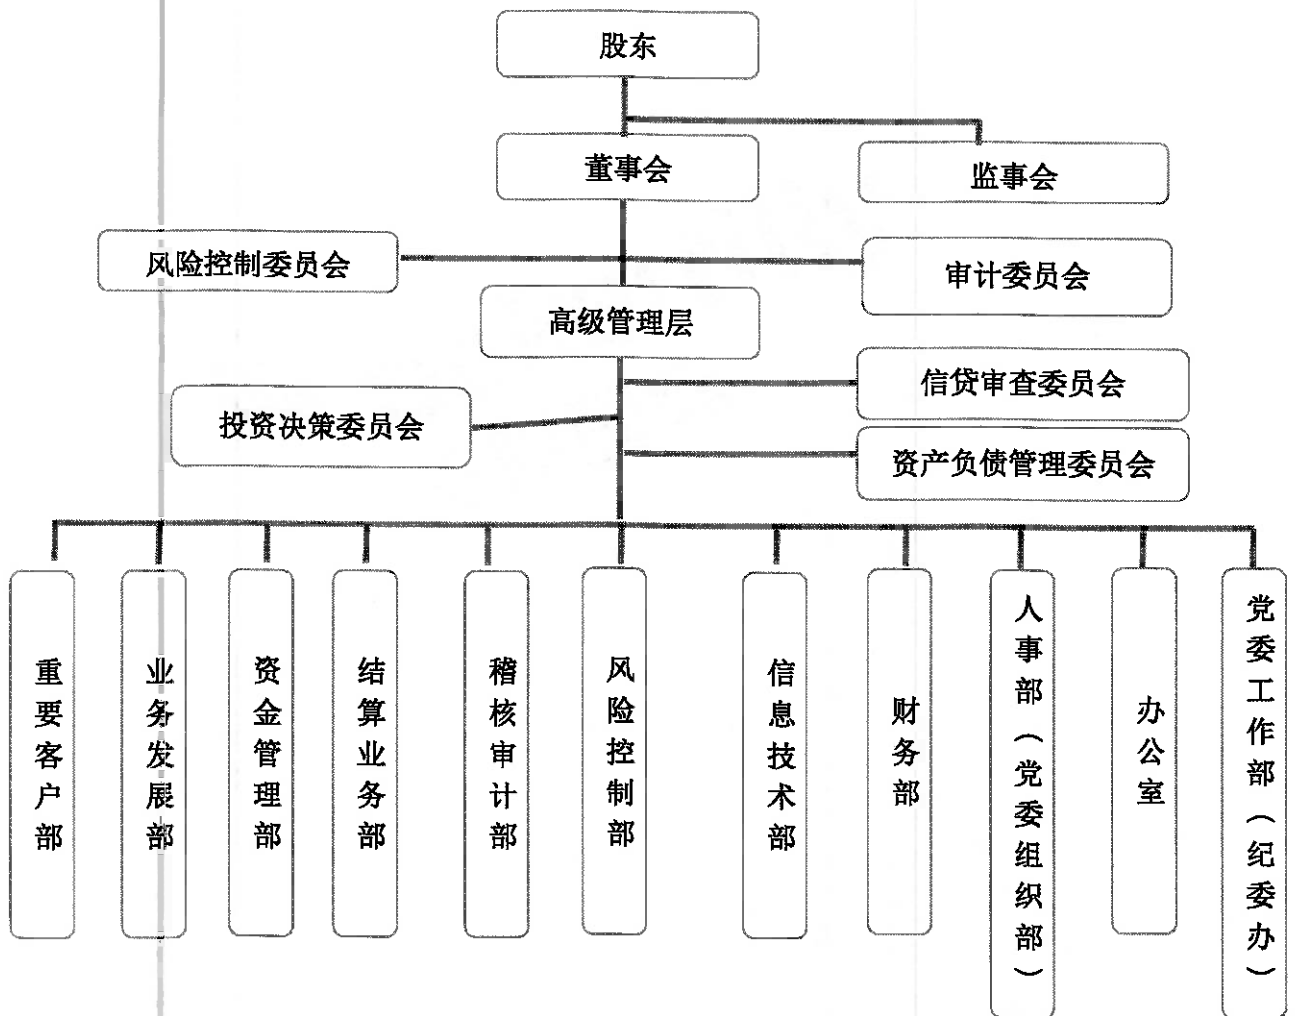 股东
董事会
监事会
风险控制委员会
审计委员会
高级管理层
信贷审查委员会
投资决策委员会
资产负债管理委员会
重要客户部
业务发展部
资金管理部
结算业务部
稽核审计部
风险控制部
信息技术部
财务部
人事部（党委组织部）
办公室
党委工作部（纪委办）